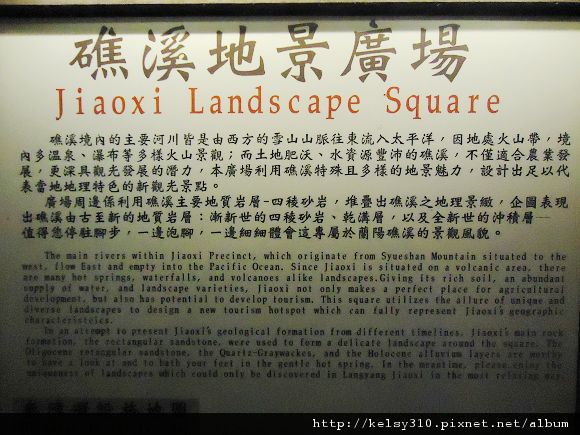 礁溪地景廣場
Jiaoxi Landscape Square
礁溪境內的主要河川皆是由西方的雪山山脈往東流入太平洋，因地處火山帶，境
內多溫泉、瀑布等多樣火山景觀；而土地肥沃、水資源豐沛的礁溪，不僅適合農業發
展，更深具觀光發展的潛力，本廣場利用礁溪特殊且多樣的地景魅力，設計出足以代
表當地地理特色的新觀光景點。
廣場周邊係利用礁溪主要地質岩層-四稜砂岩，堆疊出礁溪之地理景緻，企圖表現
出礁溪由古至新的地質岩層：漸新世的四稜砂岩、乾溝層，以及全新世的沖積層─
值得您停駐腳步，一邊泡腳，一邊細細體會這專屬於蘭陽礁溪的景觀風貌。
The main rivers within Jiaoxi Precinct, which originate from Syueshan Mountain situated to the
west, flow East and empty into the Pacific Ocean. Since Jiaoxi is situated on a volcanic area, there
are many hot springs, waterfalls, and volcanoes alike landscapes.Giving its rich soil, an abundant
supply of water, and landscape varieties, Jiaoxi not only makes a perfect place for agricultural
development, but also has potential to develop tourism. This square utilizes the allure of unique and
diverse landscapes to design a new tourism hotspot which can fully represent Jiaoxi's geographic
characteristeics.
In an attempt to present Jiaoxi's geological formation from different timelines, Jiaoxi's main rock
formation, the rectangular sandstone, were used to form a delicate landscape around the square. The
Oligocene rectangular sandstone, the Quartz-Graywackes, and the Holocene alluvium layers are worthy
to have a look at and to bath your feet in the gentle hot spring. In the meantime, please enjoy the
uniqueness of landscapes which could only be discovered in Langyang Jiaoxi in the most relaxing way.
http://kelsy310.pixnet.net/album